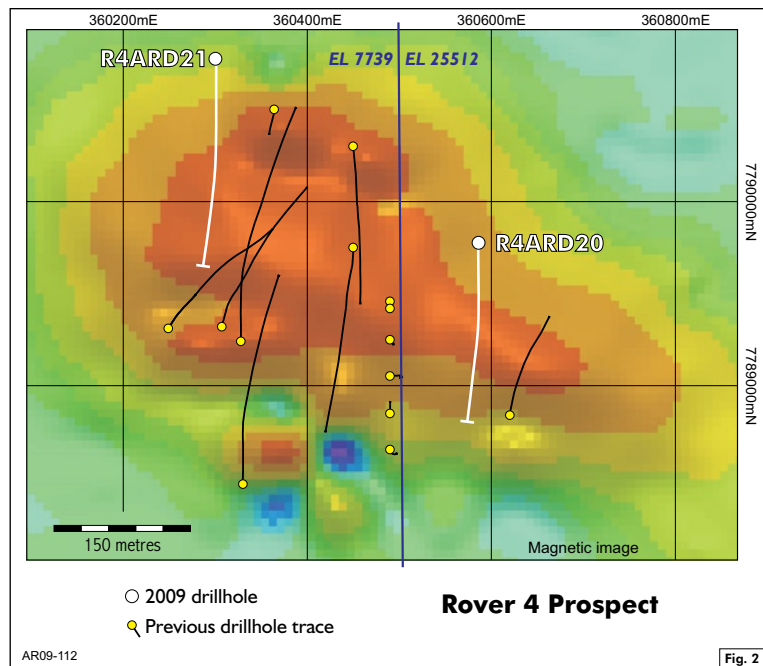 360200mE 360400mE 360600mE 360800mE
R4ARD21
EL 7739 EL 25512
7790000mN
R4ARD20
7789000mN
150 metres
Magnetic image
2009 drillhole
Previous drillhole trace
Rover 4 Prospect
AR09-112
Fig. 2